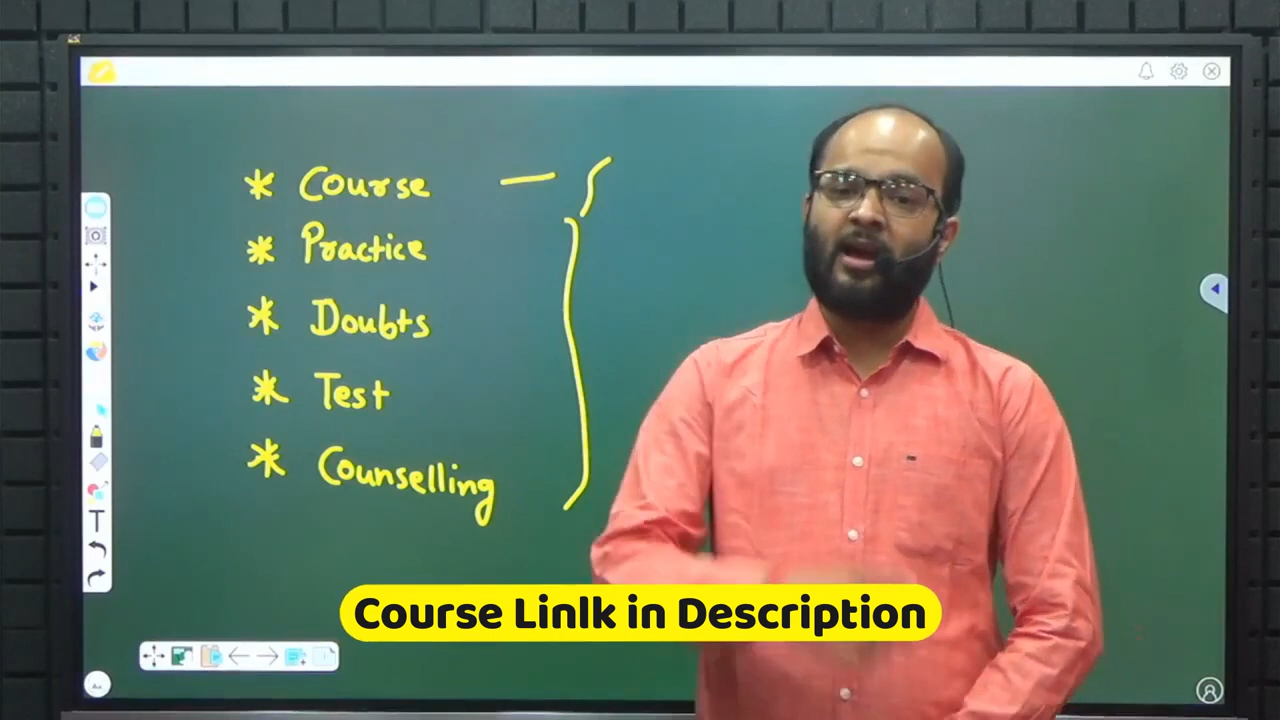 * Course —
* Practice
* Doubts
* Test
* Counselling
T
Course Linlk in Description